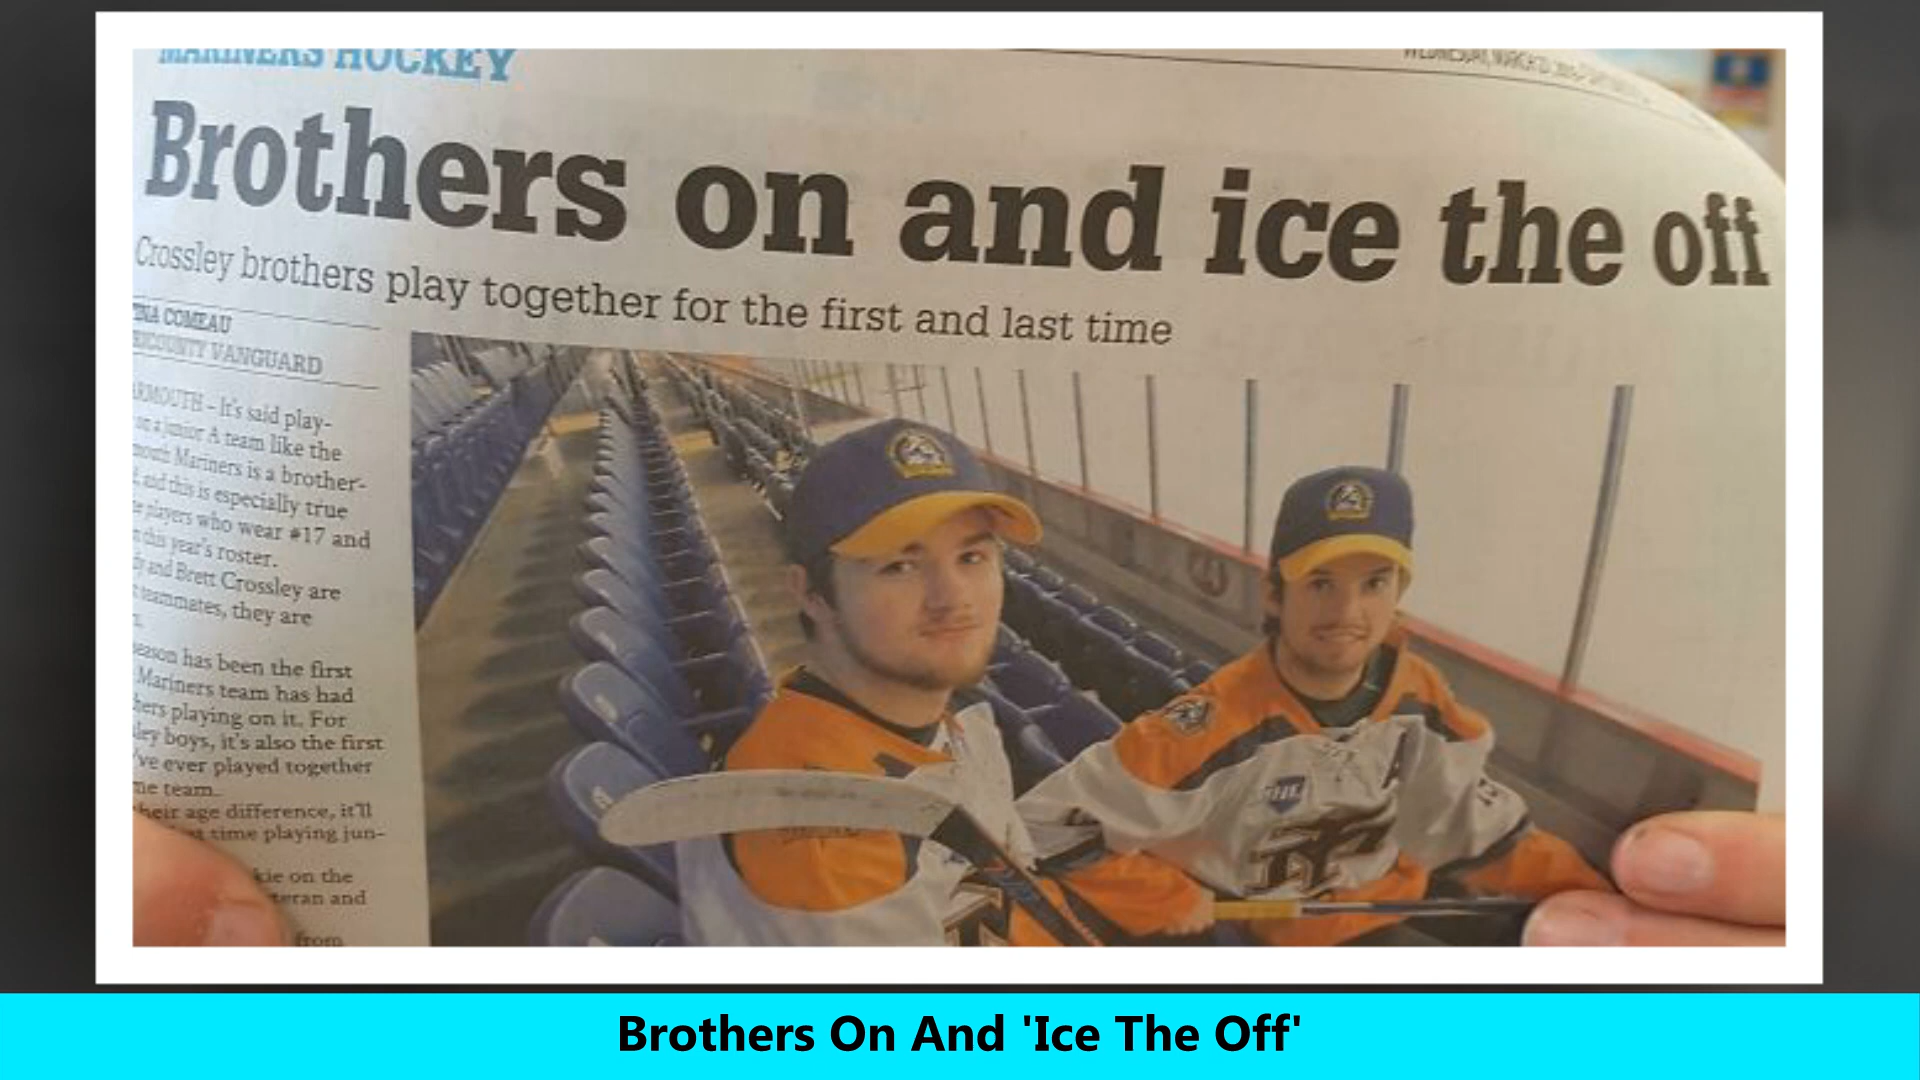 MARINERS HOCKEY
Brothers on and ice the off
Crossley brothers play together for the first and last time
COMEAU
VANGUARD
It's said play-
on a junior A team like the
Mariners is a brother-
and this is especially true
players who wear #17 and
this year's roster.
and Brett Crossley are
teammates, they are
has been the first
Mariners team has had
playing on it. For
boys, it's also the first
've ever played together
team.
age difference, it'll
time playing jun-
on the
and
from
A
Brothers On And 'Ice The Off'